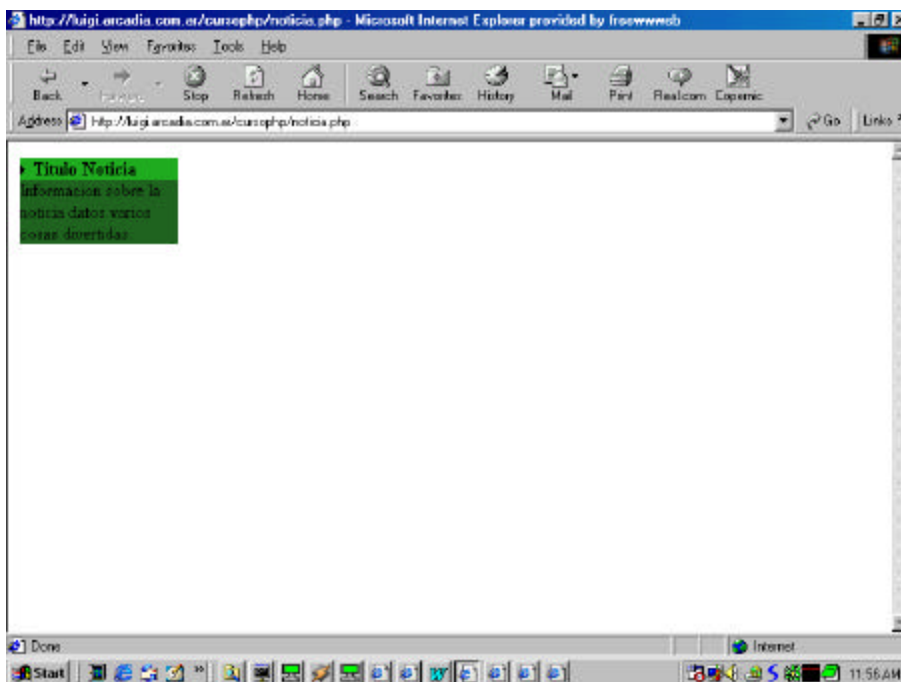 http://luigi.arcadia.com.ar/cursophp/noticia.php - Microsoft Internet Explorer provided by freewwweb
File Edit View Favorites Tools Help
Back Forward Stop Refresh Home Search Favorites History Mail Print Real.com Copernic
Address http://luigi.arcadia.com.ar/cursophp/noticia.php Go Links
Titulo Noticia
Informacion sobre la
noticia datos varios
cosas divertidas.
Done Internet
Start 11:56 AM